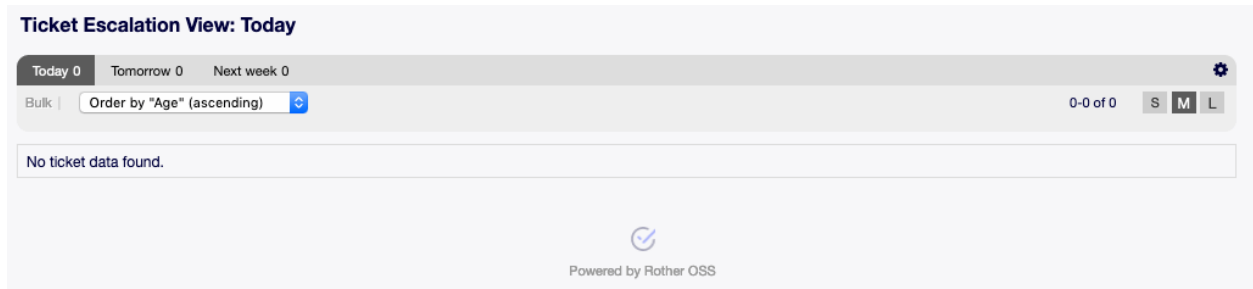 Ticket Escalation View: Today
Today 0 Tomorrow 0 Next week 0
Bulk | Order by "Age" (ascending) 0-0 of 0 S M L
No ticket data found.
Powered by Rother OSS